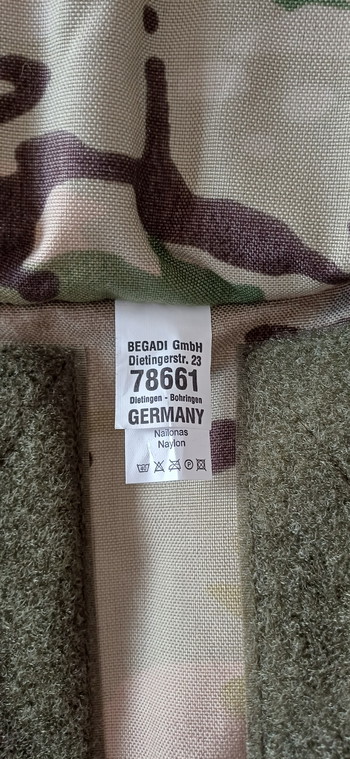 BEGADI GmbH
Dietingerstr. 23
78661
Dietingen - Bohringen
GERMANY
Nailonas
Naylon
P